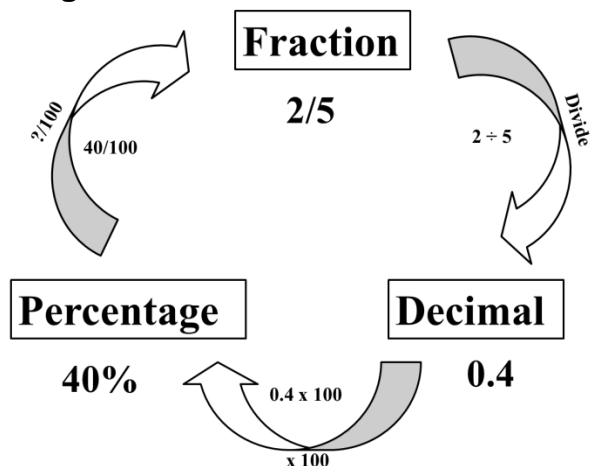 Fraction
2/5
Divide
2 ÷ 5
?/100
40/100
Percentage
40%
Decimal
0.4
0.4 x 100
x 100